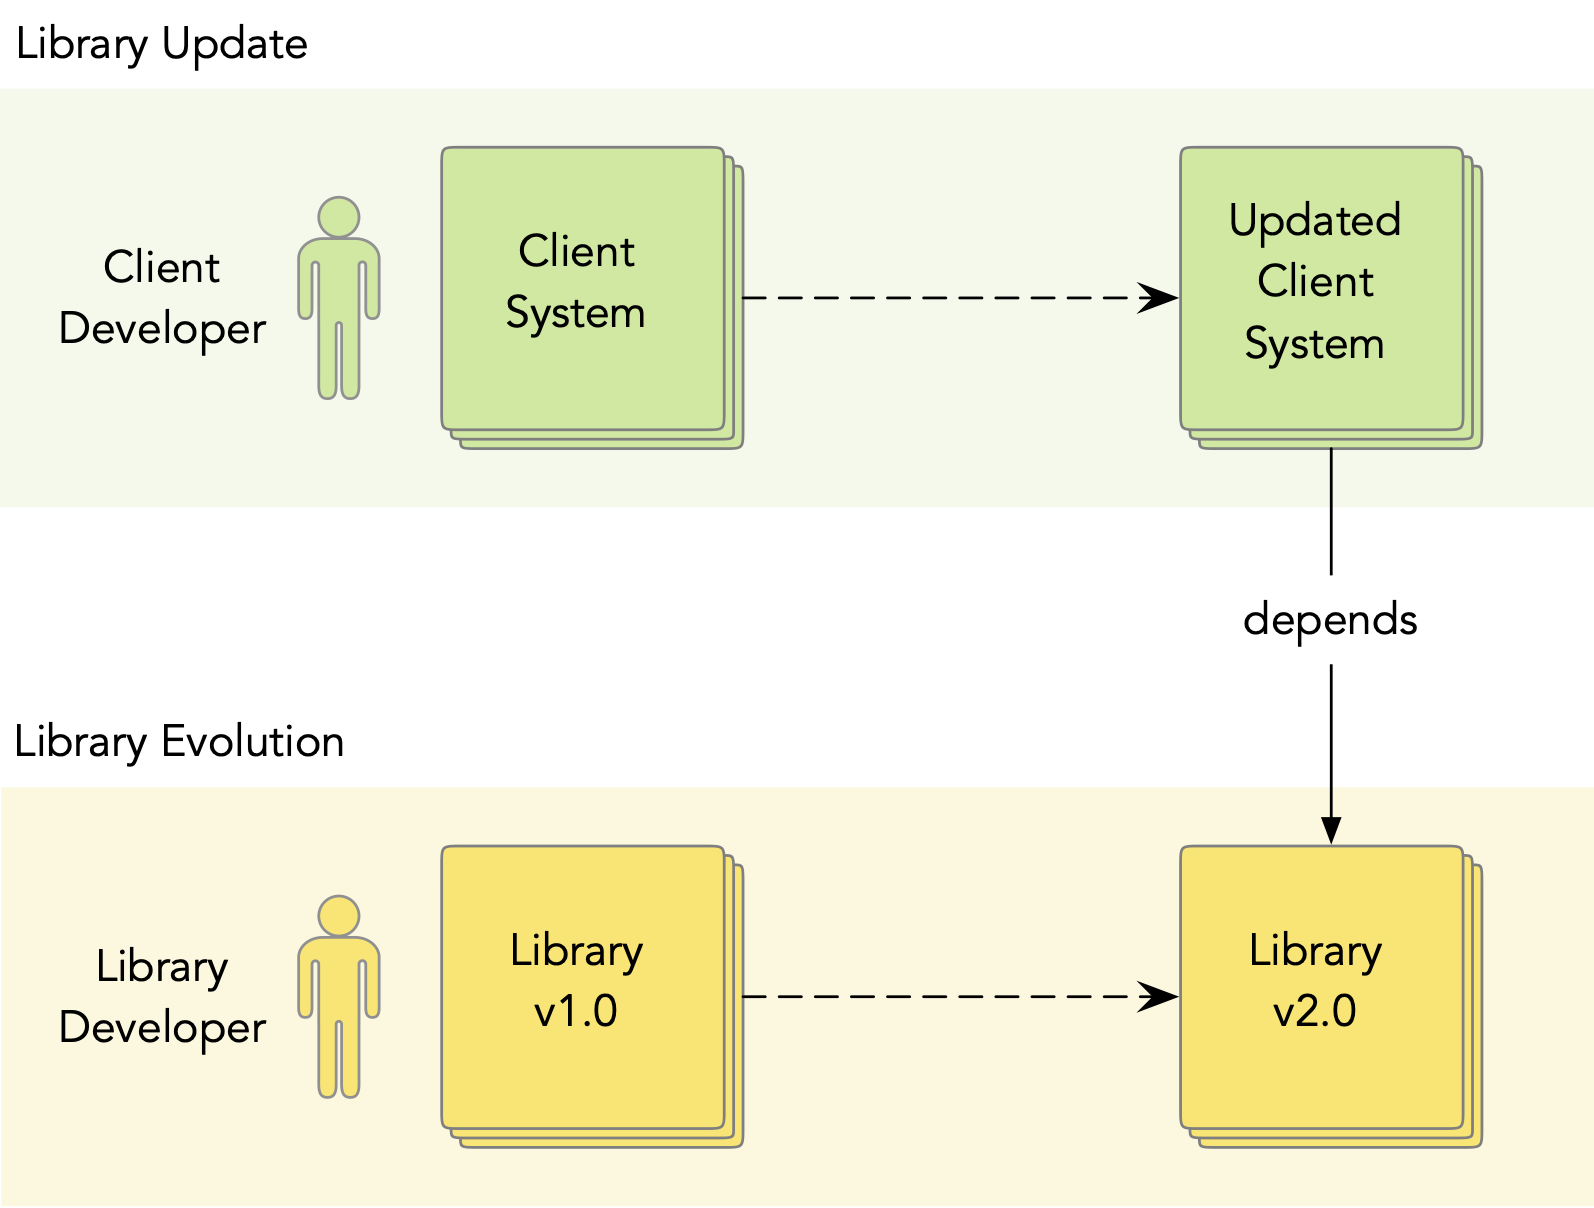 Library Update
Client
Developer
Client
System
Updated
Client
System
depends
Library Evolution
Library
Developer
Library
v1.0
Library
v2.0